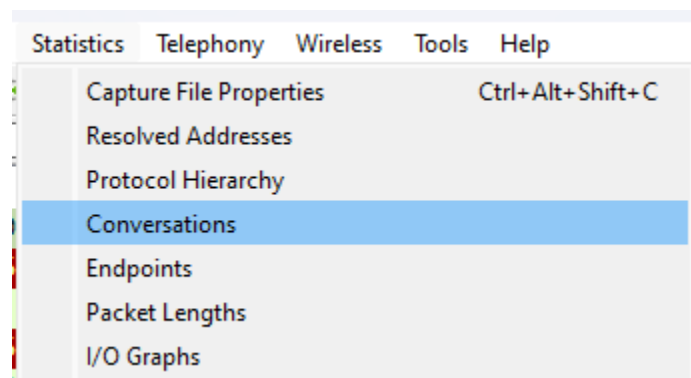 Statistics Telephony Wireless Tools Help
Capture File Properties Ctrl+Alt+Shift+C
Resolved Addresses
Protocol Hierarchy
Conversations
Endpoints
Packet Lengths
I/O Graphs